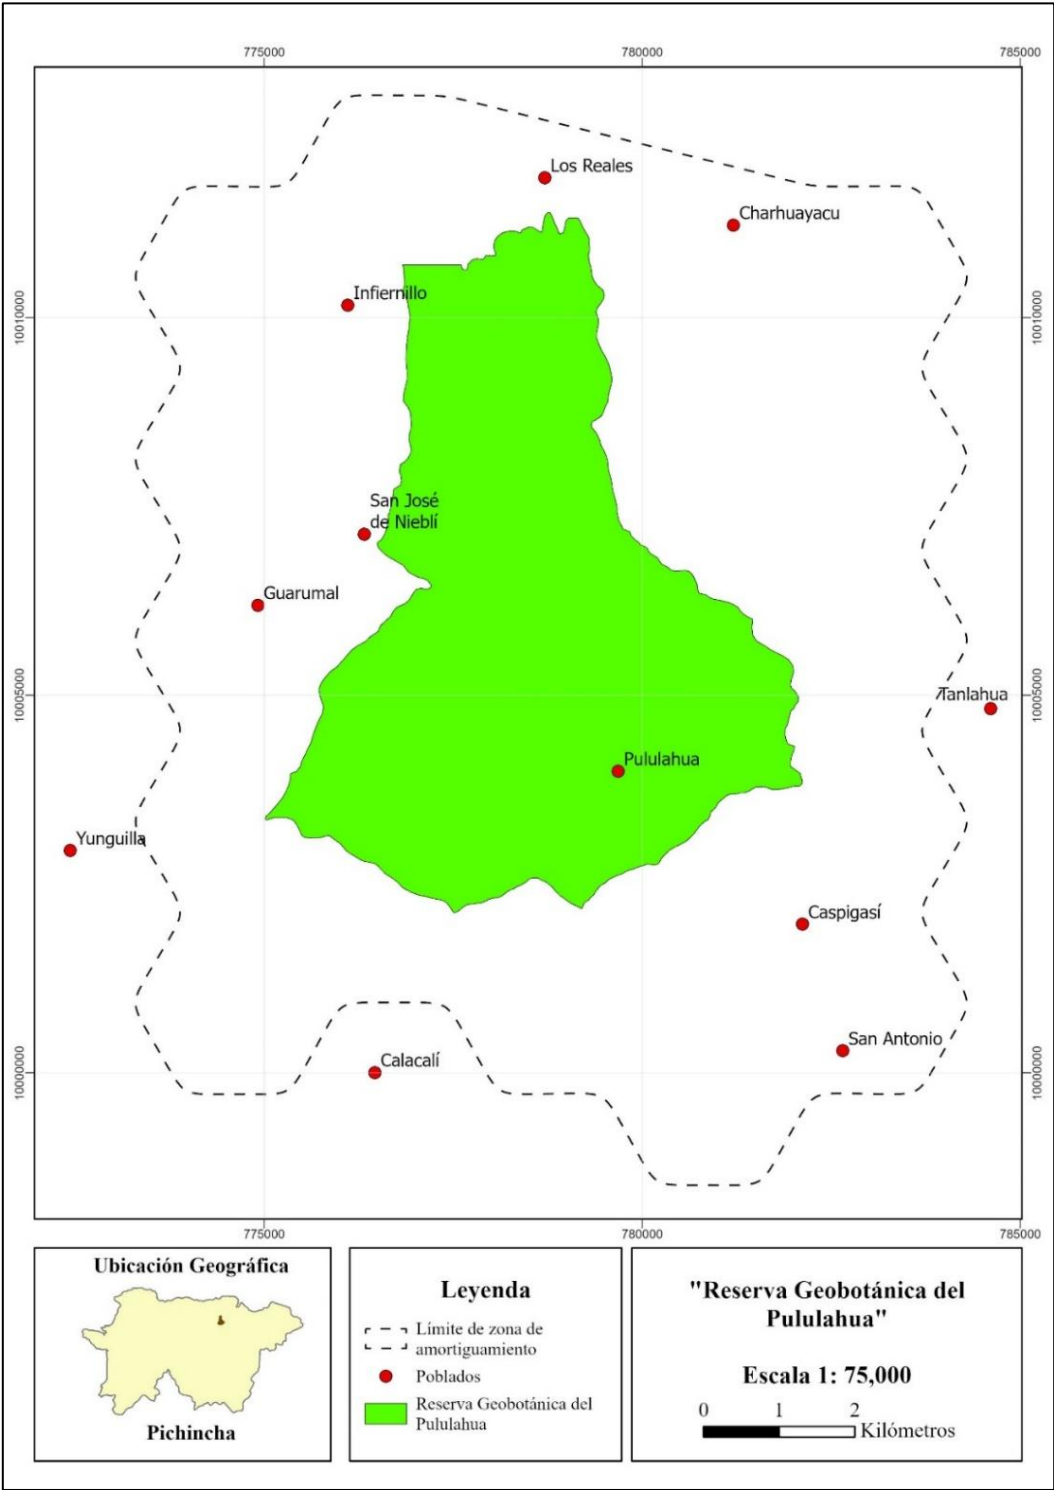 775000
780000
785000
Los Reales
Charhuayacu
Infiernillo
10010000
10010000
San José
de Nieblí
Guarumal
Tanlahua
10005000
10005000
Pululahua
Yunguilla
Caspigasí
San Antonio
Calacalí
10000000
10000000
775000
780000
785000
Ubicación Geográfica
Pichincha
Leyenda
Límite de zona de
amortiguamiento
Poblados
Reserva Geobotánica del
Pululahua
"Reserva Geobotánica del
Pululahua"
Escala 1: 75,000
0 1 2
Kilómetros